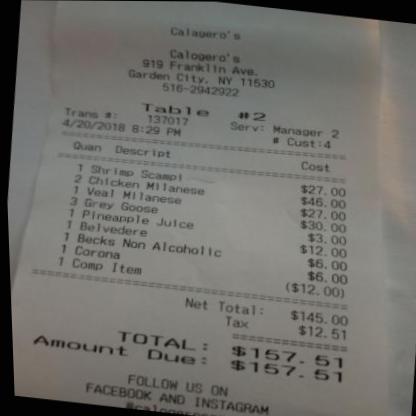 Calagero's
Calogero's
919 Franklin Ave.
Garden City, NY 11530
516-2942922
Table #2
Trans #: 137017 Serv: Manager 2
4/20/2018 8:29 PM # Cust:4
Quan Descript Cost
1 Shrimp Scampi $27.00
2 Chicken Milanese $46.00
1 Veal Milanese $27.00
3 Grey Goose $30.00
1 Pineapple Juice $3.00
1 Belvedere $12.00
1 Becks Non Alcoholic $6.00
1 Corona $6.00
1 Comp Item ($12.00)
Net Total: $145.00
Tax $12.51
TOTAL: $157.51
Amount Due: $157.51
FOLLOW US ON
FACEBOOK AND INSTAGRAM